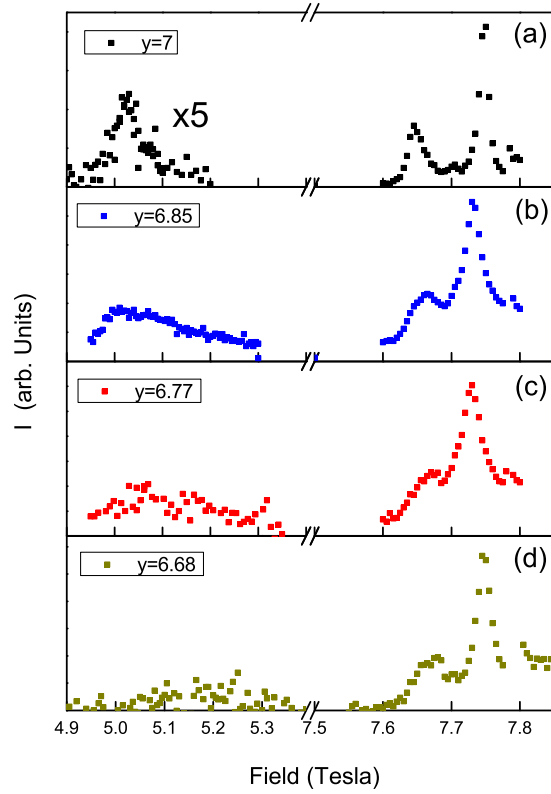 y=7
(a)
x5
y=6.85
(b)
I (arb. Units)
y=6.77
(c)
y=6.68
(d)
4.9 5.0 5.1 5.2 5.3 7.5 7.6 7.7 7.8
Field (Tesla)